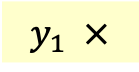 y₁ ×